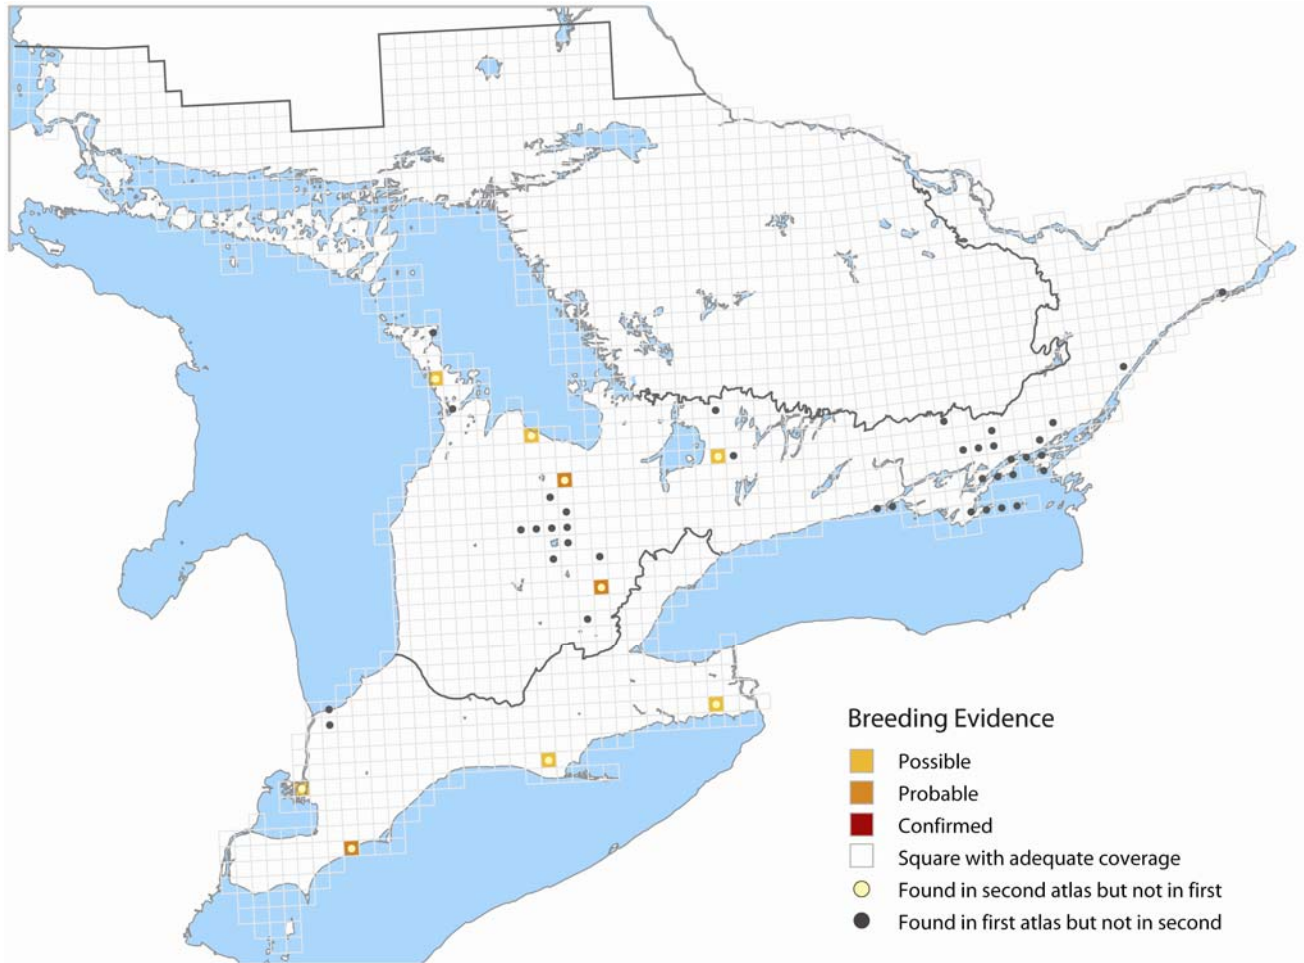 Breeding Evidence
Possible
Probable
Confirmed
Square with adequate coverage
Found in second atlas but not in first
Found in first atlas but not in second